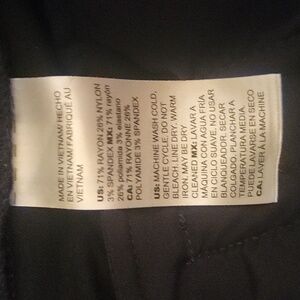 MADE IN VIETNAM/ HECHO
EN VIETNAM/ FABRIQUÉ AU
VIETNAM
US: 71% RAYON 26% NYLON
3% SPANDEX MX: 71% rayón
26% poliamida 3% elastano
CA: 71% RAYONNE 26%
POLYAMIDE 3% SPANDEX
US: MACHINE WASH COLD,
GENTLE CYCLE, DO NOT
BLEACH, LINE DRY, WARM
IRON, MAY BE DRY
CLEANED MX: LAVAR A
MÁQUINA CON AGUA FRÍA
EN CICLO SUAVE, NO USAR
BLANQUEADOR, SECAR
COLGADO, PLANCHAR A
TEMPERATURA MEDIA,
PUEDE LAVARSE EN SECO
CA: LAVER À LA MACHINE